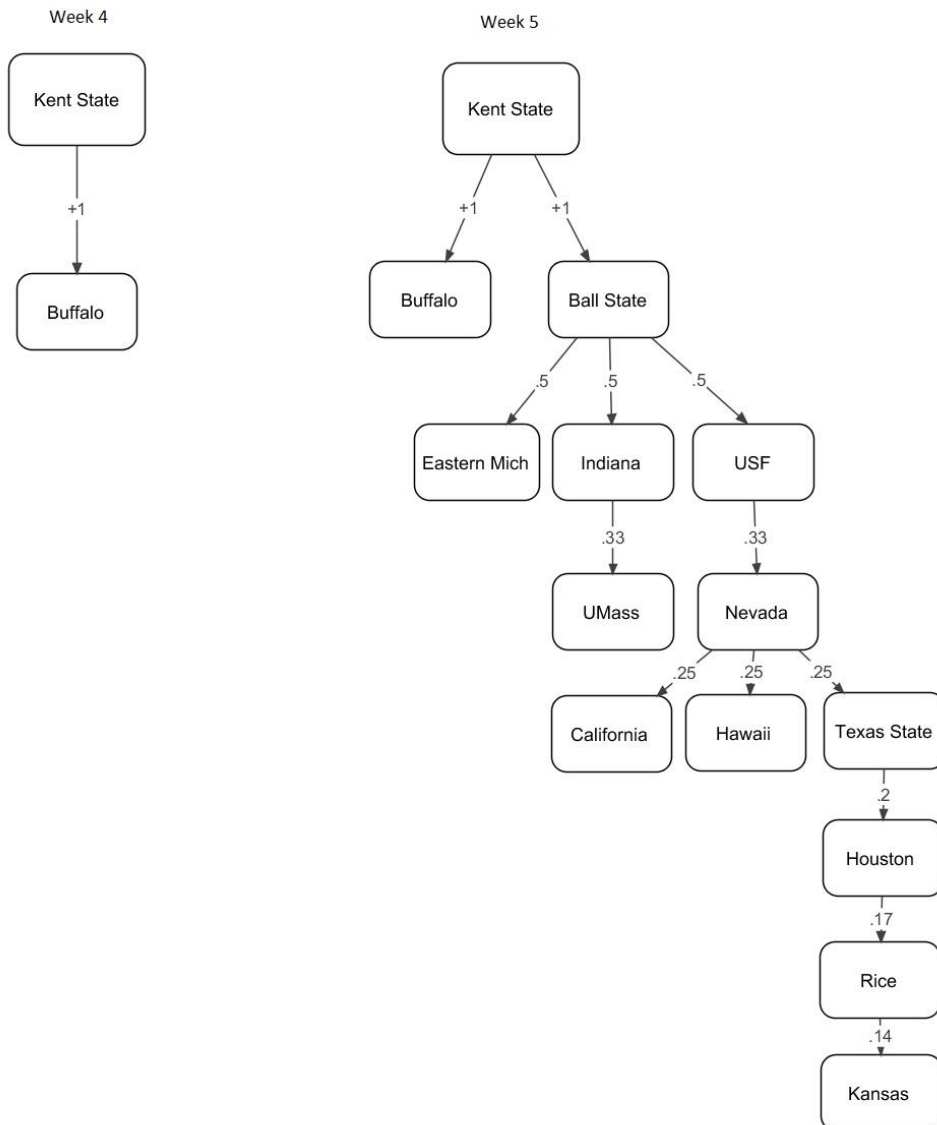 Week 4
Week 5
Kent State
Kent State
+1
+1
+1
Buffalo
Buffalo
Ball State
.5
.5
.5
Eastern Mich
Indiana
USF
.33
.33
UMass
Nevada
.25
.25
.25
California
Hawaii
Texas State
.2
Houston
.17
Rice
.14
Kansas